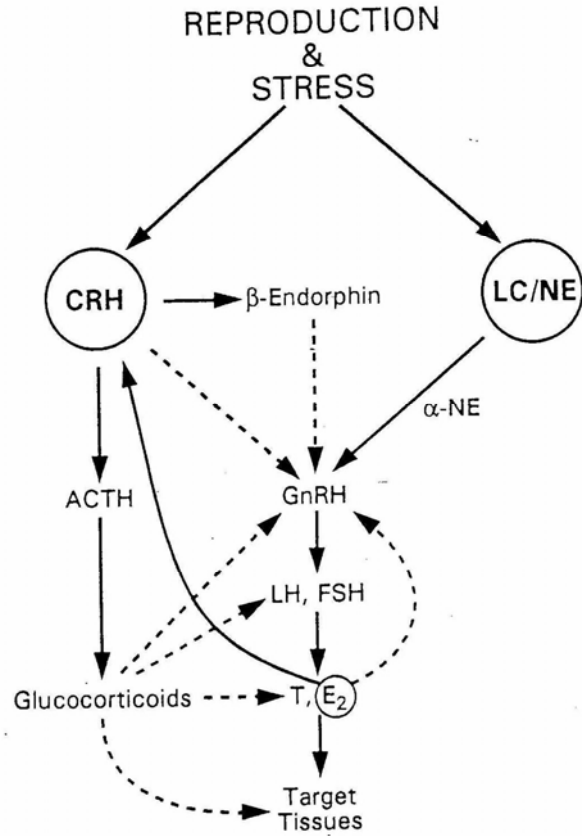 REPRODUCTION
&
STRESS
CRH
β-Endorphin
LC/NE
α-NE
ACTH
GnRH
LH, FSH
Glucocorticoids
T, E₂
Target
Tissues